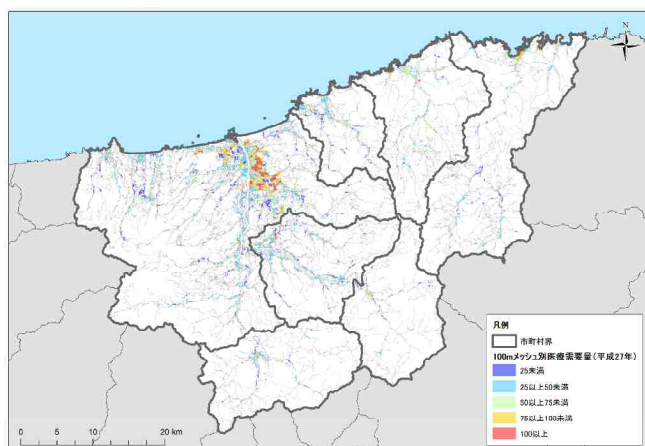 N
凡例
市町村界
100mメッシュ別医療需要量(平成27年)
25未満
25以上50未満
50以上75未満
75以上100未満
100以上
0 5 10 20 km